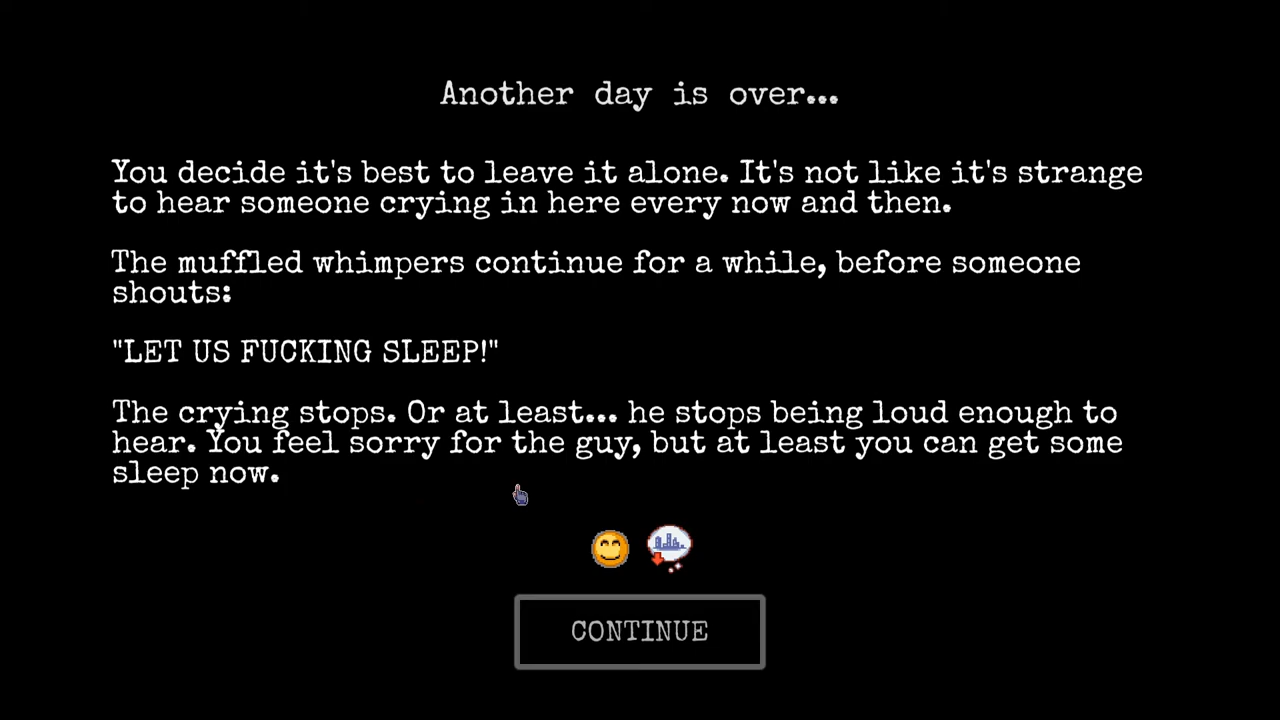 Another day is over...
You decide it's best to leave it alone. It's not like it's strange
to hear someone crying in here every now and then.
The muffled whimpers continue for a while, before someone
shouts:
"LET US FUCKING SLEEP!"
The crying stops. Or at least... he stops being loud enough to
hear. You feel sorry for the guy, but at least you can get some
sleep now.
CONTINUE